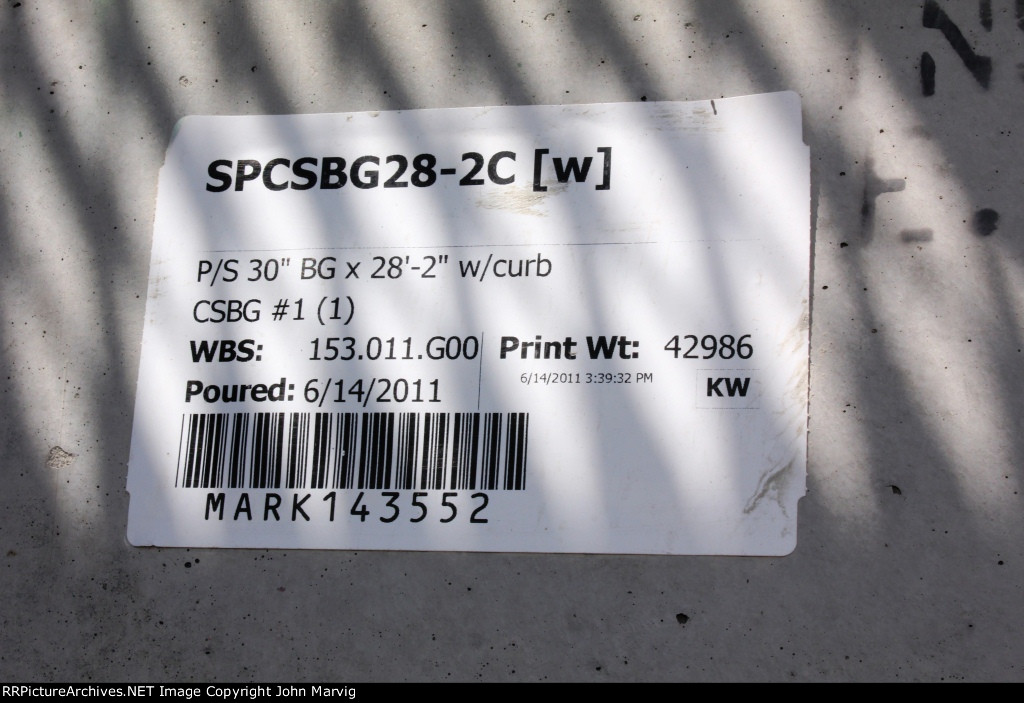 SPCSBG28-2C [w]
P/S 30" BG x 28'-2" w/curb
CSBG #1 (1)
WBS: 153.011.G00 Print Wt: 42986
6/14/2011 3:39:32 PM
KW
Poured: 6/14/2011
MARK143552
RRPictureArchives.NET Image Copyright John Marvig